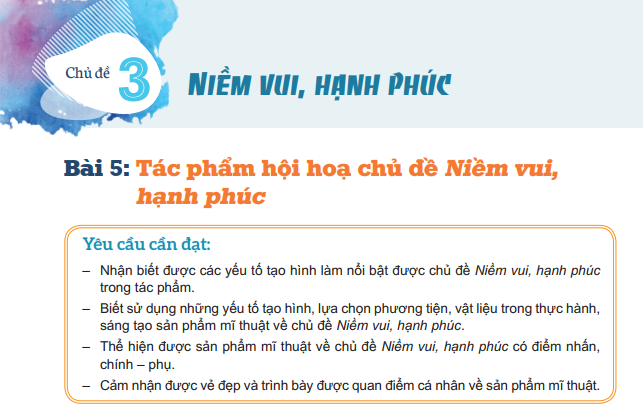 Chủ đề 3
NIỀM VUI, HẠNH PHÚC
Bài 5: Tác phẩm hội hoạ chủ đề Niềm vui,
hạnh phúc
Yêu cầu cần đạt:
– Nhận biết được các yếu tố tạo hình làm nổi bật được chủ đề Niềm vui, hạnh phúc
trong tác phẩm.
– Biết sử dụng những yếu tố tạo hình, lựa chọn phương tiện, vật liệu trong thực hành,
sáng tạo sản phẩm mĩ thuật về chủ đề Niềm vui, hạnh phúc.
– Thể hiện được sản phẩm mĩ thuật về chủ đề Niềm vui, hạnh phúc có điểm nhấn,
chính – phụ.
– Cảm nhận được vẻ đẹp và trình bày được quan điểm cá nhân về sản phẩm mĩ thuật.